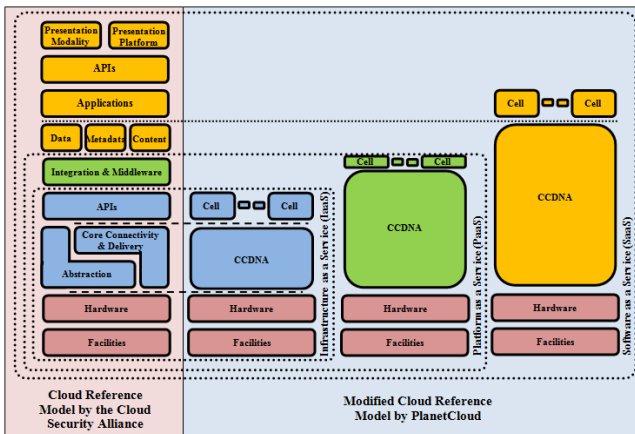 Presentation
Modality
Presentation
Platform
APIs
Applications
Data
Metadata
Content
Integration & Middleware
APIs
Core Connectivity
& Delivery
Abstraction
Hardware
Facilities
Cell
Cell
CCDNA
Hardware
Facilities
Infrastructure as a Service (IaaS)
Cell
Cell
CCDNA
Hardware
Facilities
Platform as a Service (PaaS)
Cell
Cell
CCDNA
Hardware
Facilities
Software as a Service (SaaS)
Cloud Reference
Model by the Cloud
Security Alliance
Modified Cloud Reference
Model by PlanetCloud